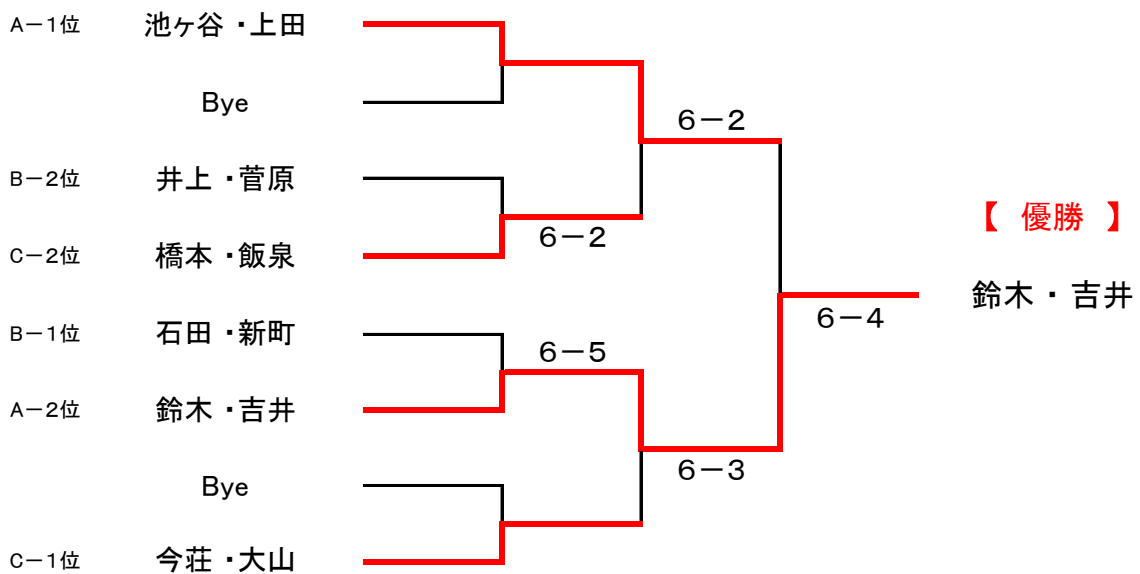 A－1位 池ヶ谷・上田
Bye
6－2
B－2位 井上・菅原
【 優勝 】
6－2
C－2位 橋本・飯泉
鈴木・吉井
6－4
B－1位 石田・新町
6－5
A－2位 鈴木・吉井
6－3
Bye
C－1位 今荘・大山